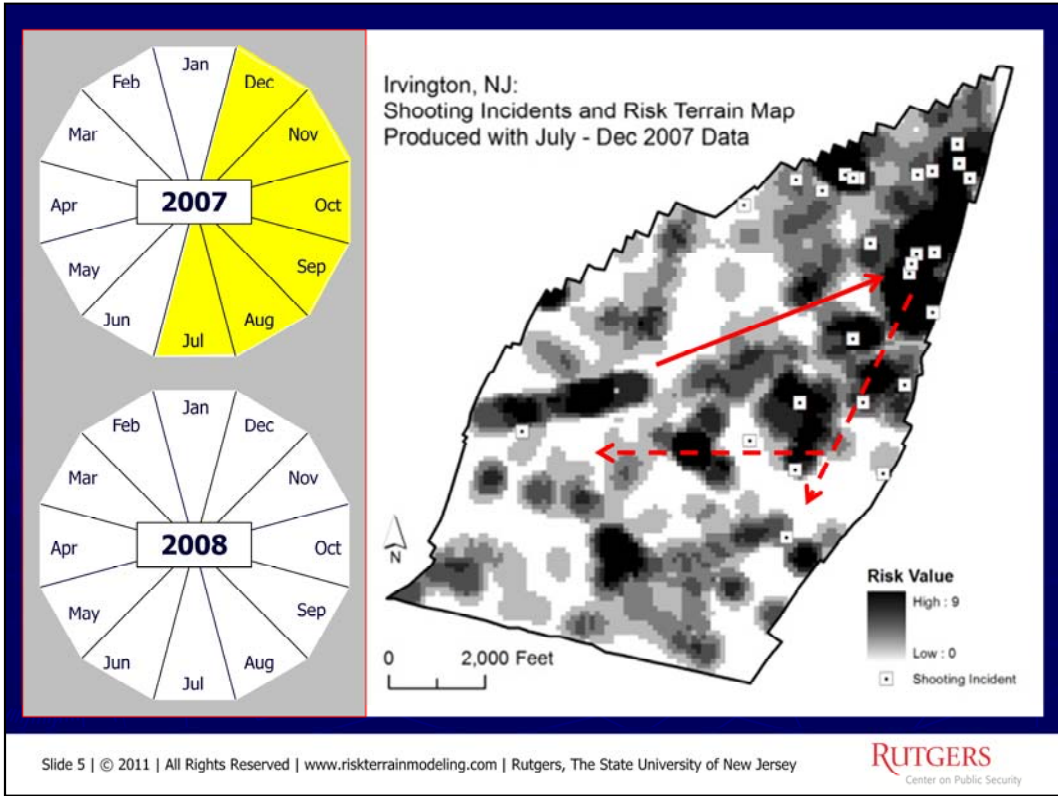 Jan
Feb
Dec
Mar
Nov
Apr
2007
Oct
May
Sep
Jun
Aug
Jul
Jan
Feb
Dec
Mar
Nov
Apr
2008
Oct
May
Sep
Jun
Aug
Jul
Irvington, NJ:
Shooting Incidents and Risk Terrain Map
Produced with July - Dec 2007 Data
N
0 2,000 Feet
Risk Value
High : 9
Low : 0
Shooting Incident
Slide 5 | © 2011 | All Rights Reserved | www.riskterrainmodeling.com | Rutgers, The State University of New Jersey
RUTGERS
Center on Public Security